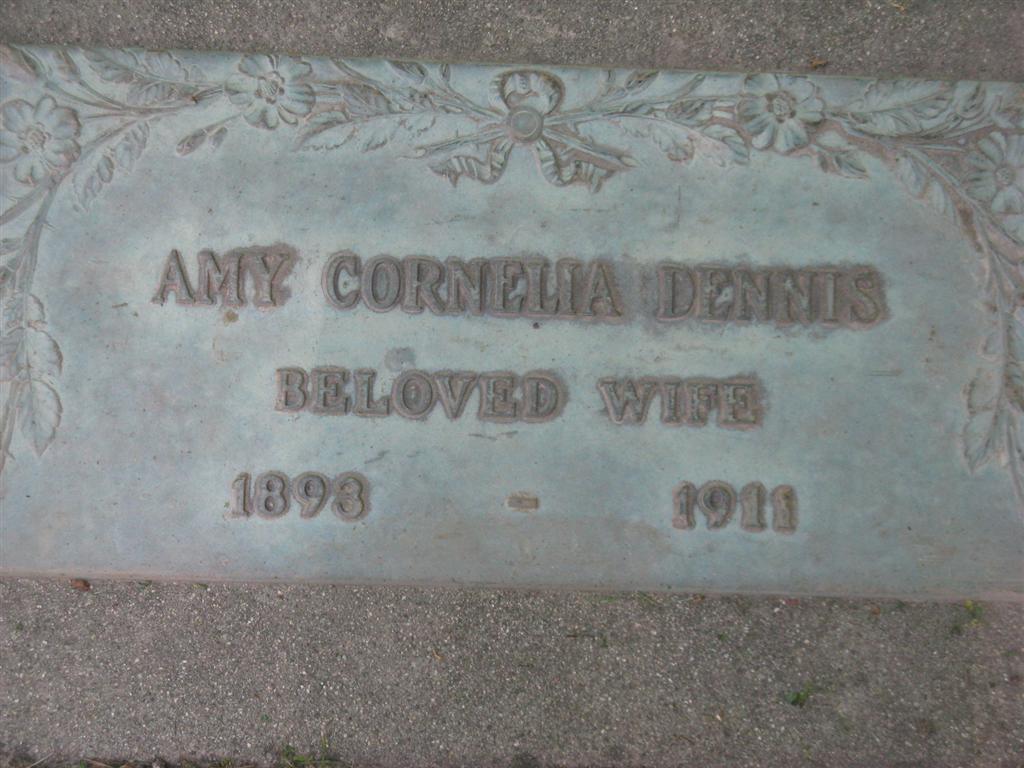 AMY CORNELIA DENNIS
BELOVED WIFE
1893 - 1911